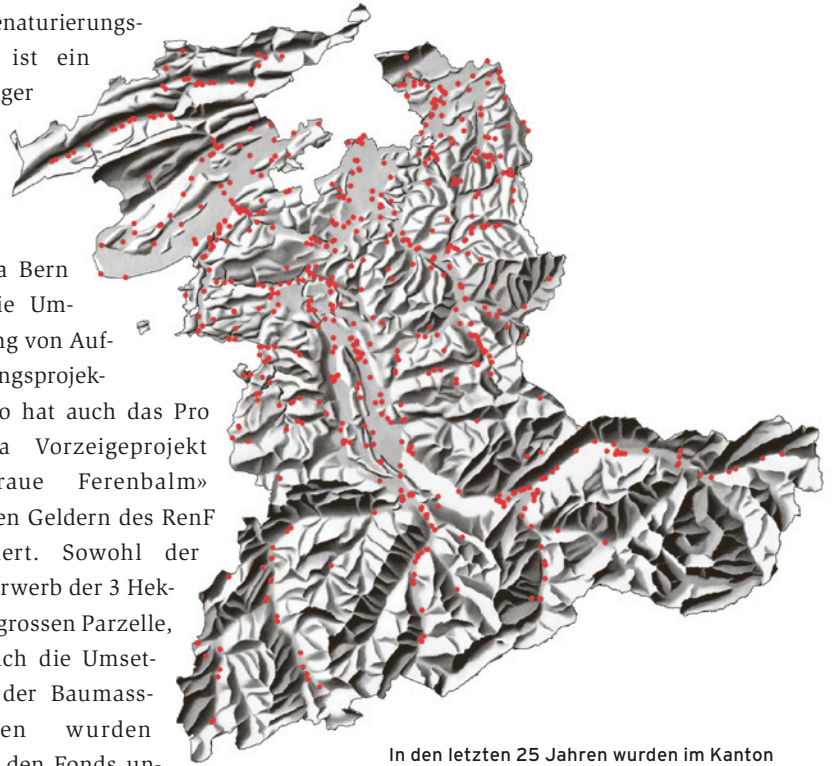 enaturierungs-
ist ein
ger
a Bern
ie Um-
ng von Auf-
ngsprojek-
o hat auch das Pro
a Vorzeigeprojekt
raue Ferenbalm»
en Geldern des RenF
iert. Sowohl der
rwerb der 3 Hek-
grossen Parzelle,
ch die Umset-
der Baumass-
en wurden
den Fonds un-
In den letzten 25 Jahren wurden im Kanton